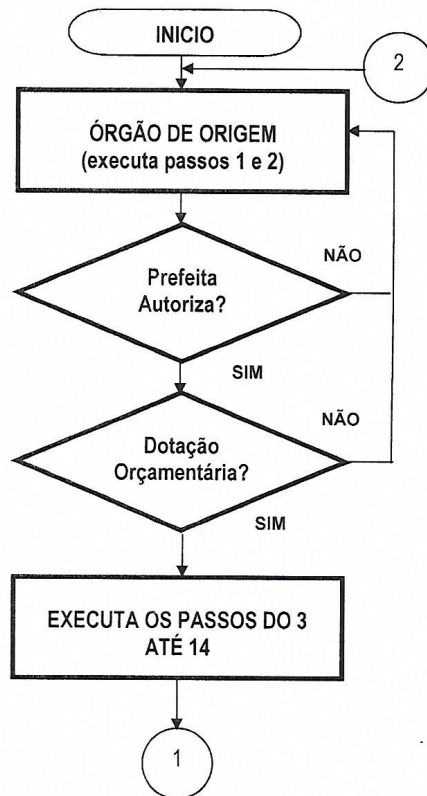 INICIO
2
ÓRGÃO DE ORIGEM
(executa passos 1 e 2)
NÃO
Prefeita
Autoriza?
SIM
NÃO
Dotação
Orçamentária?
SIM
EXECUTA OS PASSOS DO 3
ATÉ 14
1